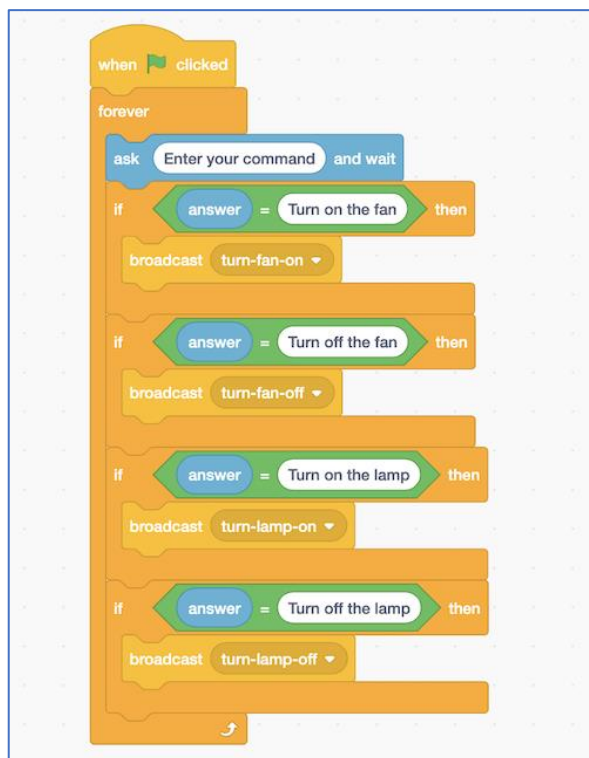 when clicked
forever
ask Enter your command and wait
if answer = Turn on the fan then
broadcast turn-fan-on
if answer = Turn off the fan then
broadcast turn-fan-off
if answer = Turn on the lamp then
broadcast turn-lamp-on
if answer = Turn off the lamp then
broadcast turn-lamp-off